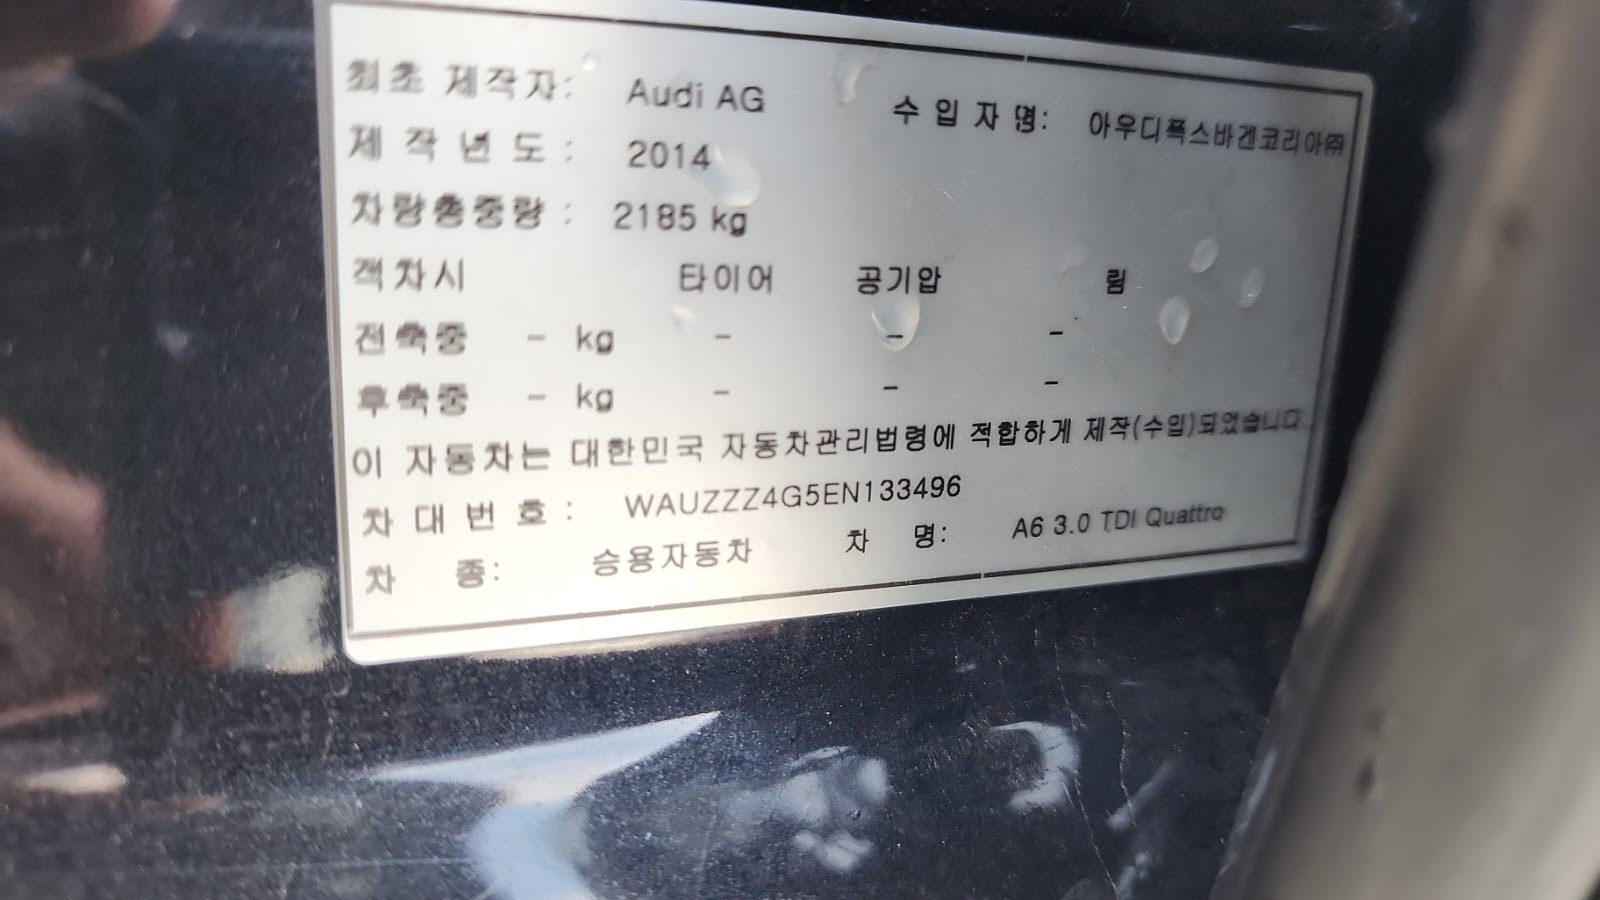 최초 제작자: Audi AG 수 입 자 명: 아우디폭스바겐코리아㈜
제 작 년 도 : 2014
차량총중량 : 2185 kg
적차시 타이어 공기압 림
전축중 - kg - - -
후축중 - kg - - -
이 자동차는 대한민국 자동차관리법령에 적합하게 제작(수입)되었습니다.
차 대 번 호 : WAUZZZ4G5EN133496
차 종: 승용자동차 차 명: A6 3.0 TDI Quattro